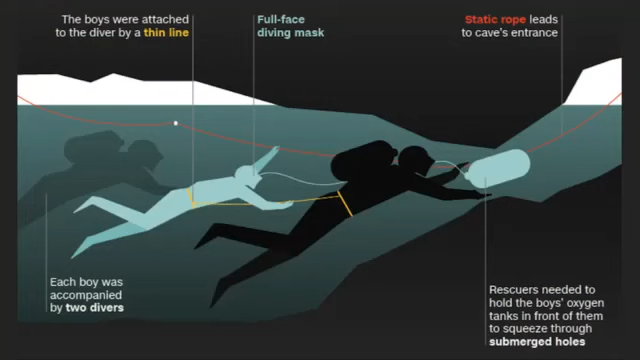 The boys were attached
to the diver by a thin line
Full-face
diving mask
Static rope leads
to cave's entrance
Each boy was
accompanied
by two divers
Rescuers needed to
hold the boys' oxygen
tanks in front of them
to squeeze through
submerged holes